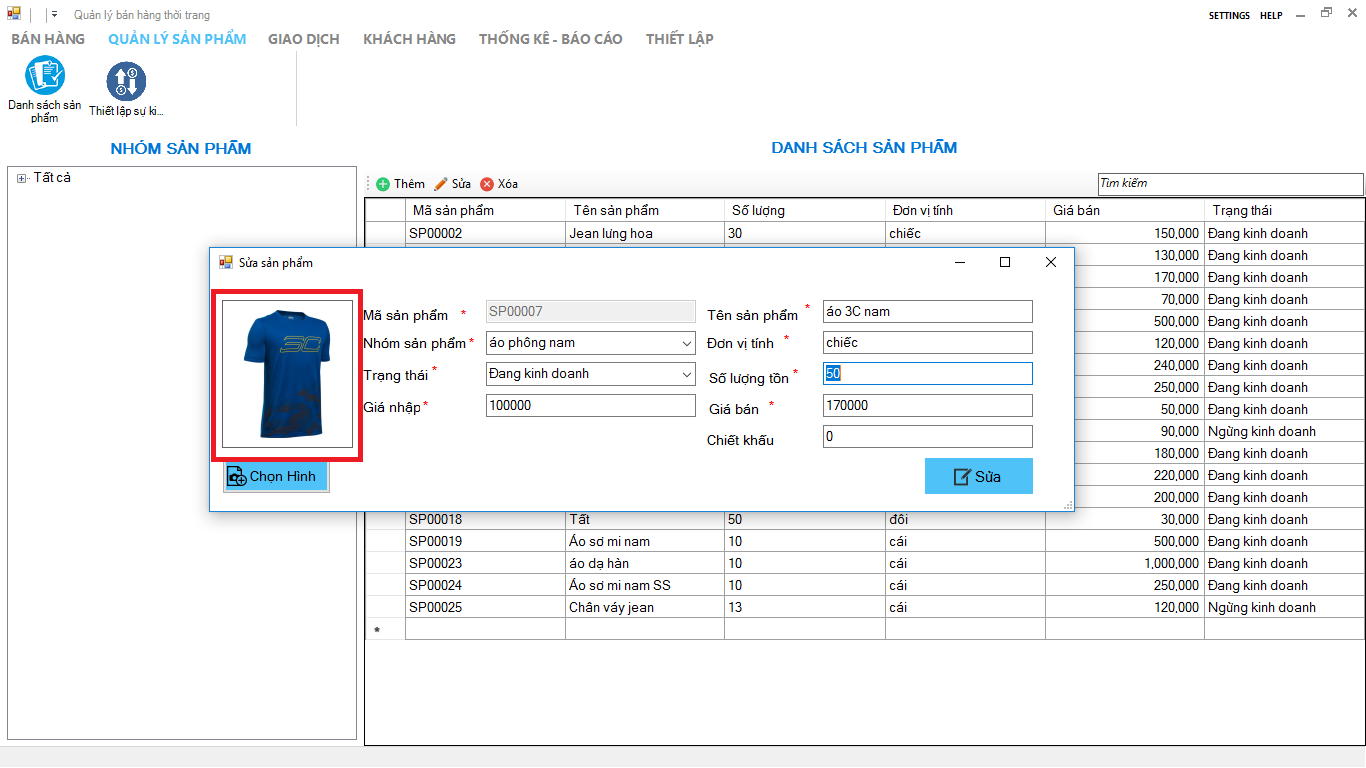 Quản lý bán hàng thời trang
SETTINGS HELP
BÁN HÀNG QUẢN LÝ SẢN PHẨM GIAO DỊCH KHÁCH HÀNG THỐNG KÊ - BÁO CÁO THIẾT LẬP
Danh sách sản phẩm
Thiết lập sự ki...
NHÓM SẢN PHẨM
DANH SÁCH SẢN PHẨM
Tất cả
Thêm Sửa Xóa
Tìm kiếm
Mã sản phẩm Tên sản phẩm Số lượng Đơn vị tính Giá bán Trạng thái
SP00002 Jean lưng hoa 30 chiếc 150,000 Đang kinh doanh
130,000 Đang kinh doanh
170,000 Đang kinh doanh
70,000 Đang kinh doanh
500,000 Đang kinh doanh
120,000 Đang kinh doanh
240,000 Đang kinh doanh
250,000 Đang kinh doanh
50,000 Đang kinh doanh
90,000 Ngừng kinh doanh
180,000 Đang kinh doanh
220,000 Đang kinh doanh
200,000 Đang kinh doanh
SP00018 Tất 50 đôi 30,000 Đang kinh doanh
SP00019 Áo sơ mi nam 10 cái 500,000 Đang kinh doanh
SP00023 áo dạ hàn 10 cái 1,000,000 Đang kinh doanh
SP00024 Áo sơ mi nam SS 10 cái 250,000 Đang kinh doanh
SP00025 Chân váy jean 13 cái 120,000 Ngừng kinh doanh
*
Sửa sản phẩm
3C
Mã sản phẩm * SP00007 Tên sản phẩm * áo 3C nam
Nhóm sản phẩm * áo phông nam Đơn vị tính * chiếc
Trạng thái * Đang kinh doanh Số lượng tồn * 50
Giá nhập * 100000 Giá bán * 170000
Chiết khấu 0
Chọn Hình
Sửa